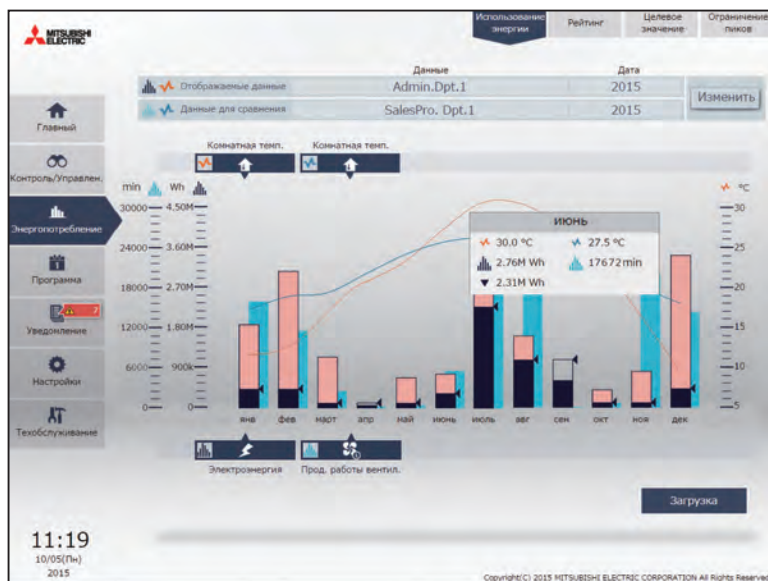 MITSUBISHI
ELECTRIC
Использование
энергии
Рейтинг
Целевое
значение
Ограничение
пиков
Данные
Дата
Отображаемые данные
Admin.Dpt.1
2015
Данные для сравнения
SalesPro. Dpt.1
2015
Изменить
Главный
Контроль/Управлен.
Энергопотребление
Программа
Уведомление
7
Настройки
Техобслуживание
Комнатная темп.
Комнатная темп.
min
Wh
°C
30000
4.50M
30
24000
3.60M
25
18000
2.70M
20
12000
1.80M
15
6000
900k
10
0
0
5
ИЮНЬ
30.0 °C
27.5 °C
2.76M Wh
17672min
2.31M Wh
янв
фев
март
апр
май
июнь
июль
авг
сен
окт
ноя
дек
Электроэнергия
Прод. работы вентил.
Загрузка
11:19
10/05(Пн)
2015
Copyright(C) 2015 MITSUBISHI ELECTRIC CORPORATION All Rights Reserved